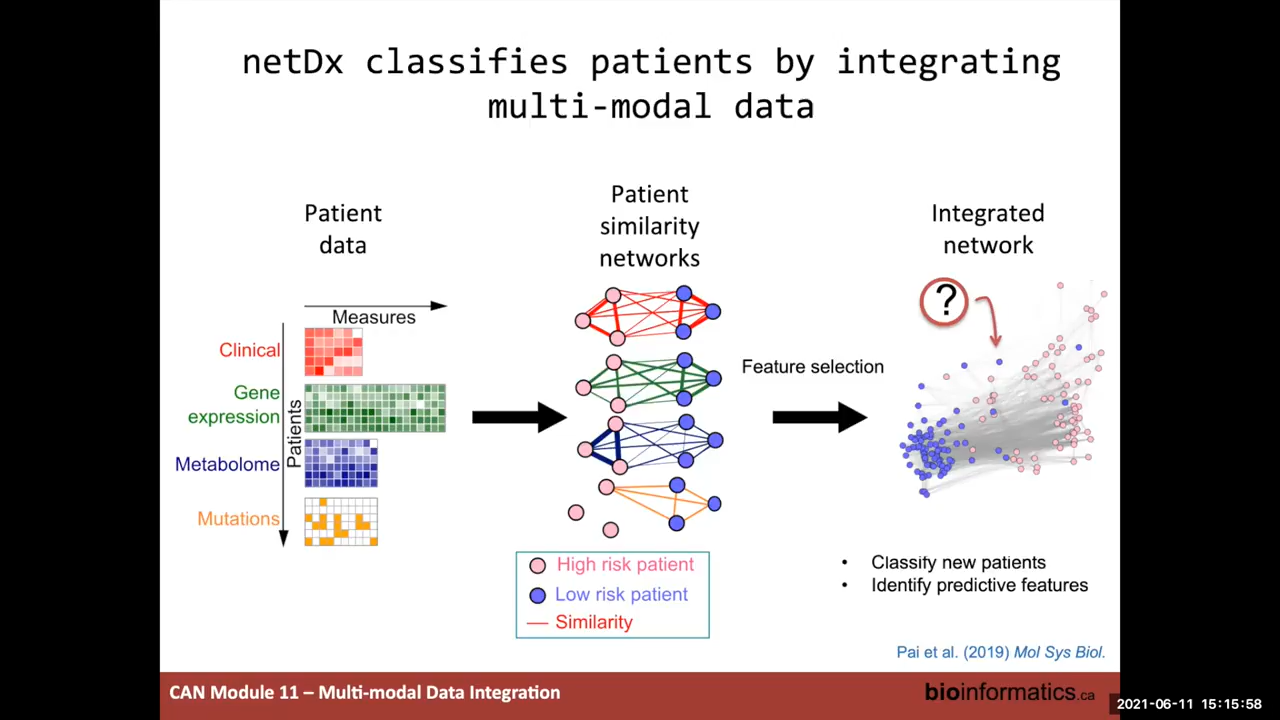 netDx classifies patients by integrating
multi-modal data
Patient
data
Measures
Patients
Clinical
Gene
expression
Metabolome
Mutations
Patient
similarity
networks
High risk patient
Low risk patient
Similarity
Feature selection
Integrated
network
?
• Classify new patients
• Identify predictive features
Pai et al. (2019) Mol Sys Biol.
CAN Module 11 – Multi-modal Data Integration
bioinformatics.ca
2021-06-11 15:15:58